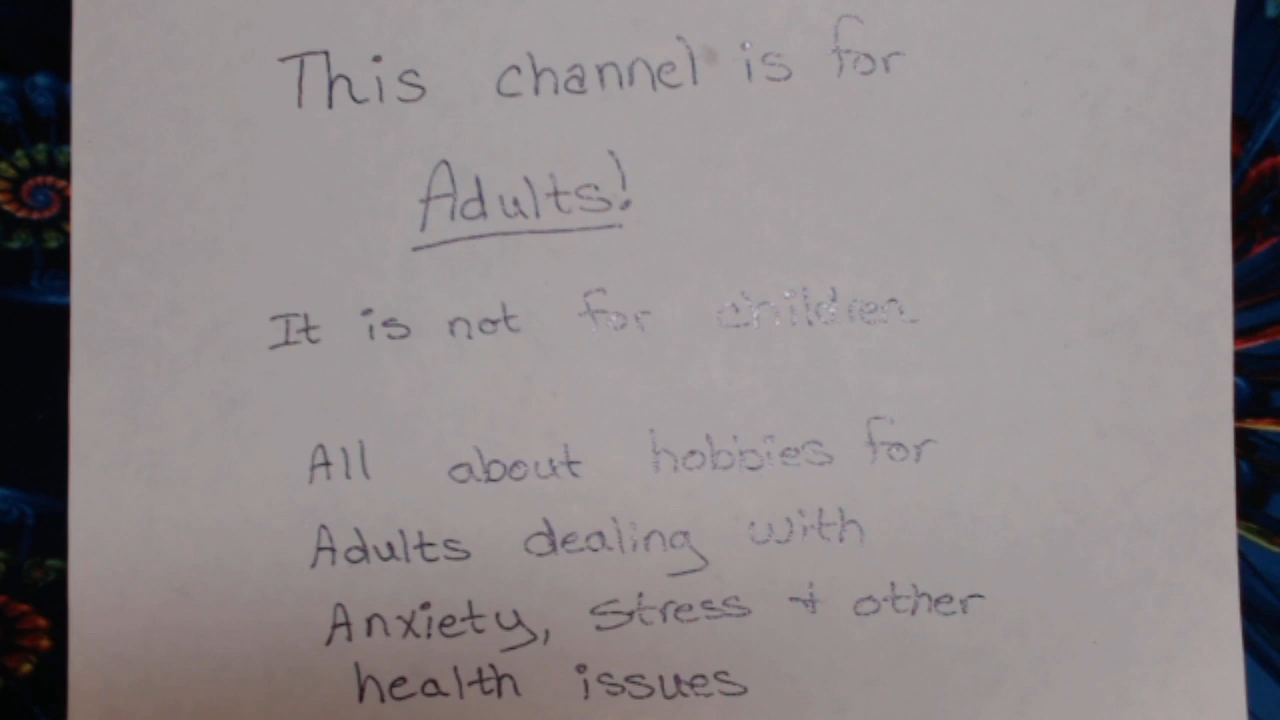 This channel is for
Adults!
It is not for children
All about hobbies for
Adults dealing with
Anxiety, Stress + other
health issues